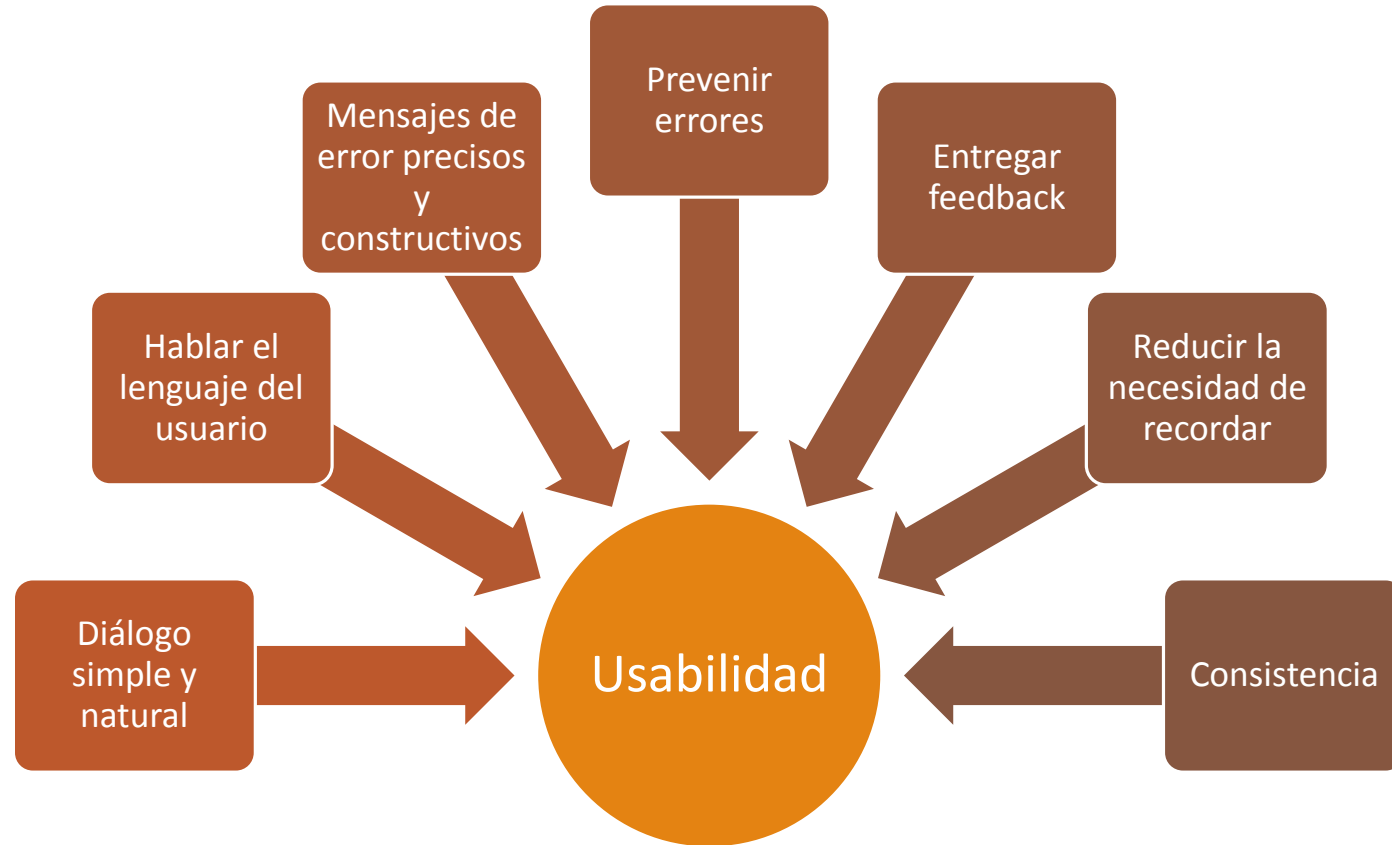 Prevenir
errores
Mensajes de
error precisos
y
constructivos
Entregar
feedback
Hablar el
lenguaje del
usuario
Reducir la
necesidad de
recordar
Diálogo
simple y
natural
Usabilidad
Consistencia